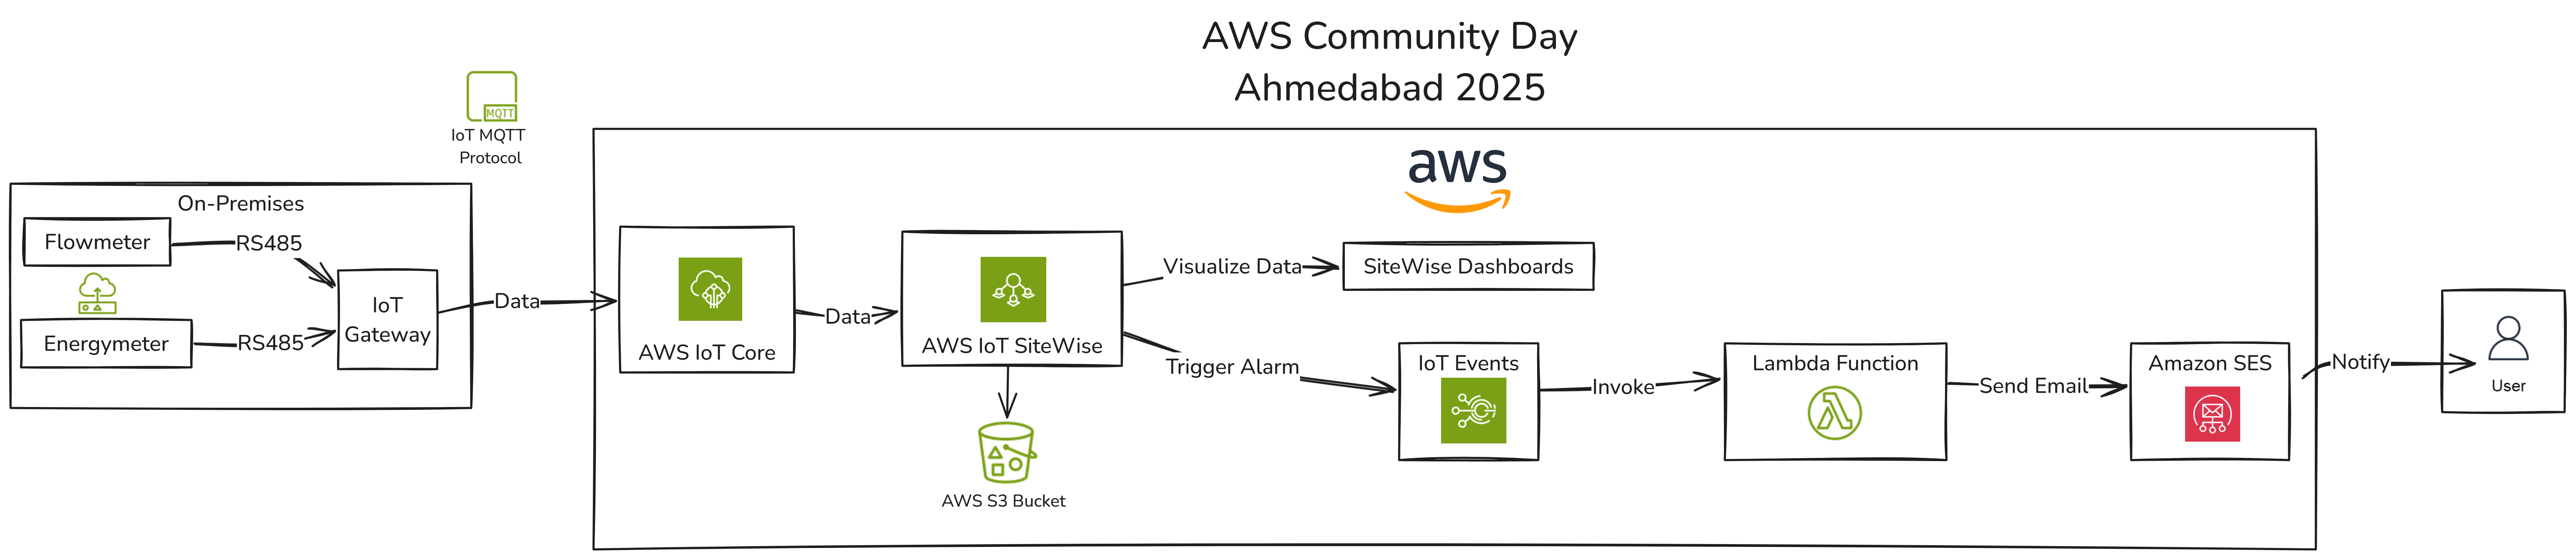 AWS Community Day
Ahmedabad 2025
MQTT
IoT MQTT
Protocol
On-Premises
Flowmeter
RS485
Energymeter
RS485
IoT
Gateway
Data
aws
AWS IoT Core
Data
AWS IoT SiteWise
AWS S3 Bucket
Visualize Data
SiteWise Dashboards
Trigger Alarm
IoT Events
Invoke
Lambda Function
Send Email
Amazon SES
Notify
User